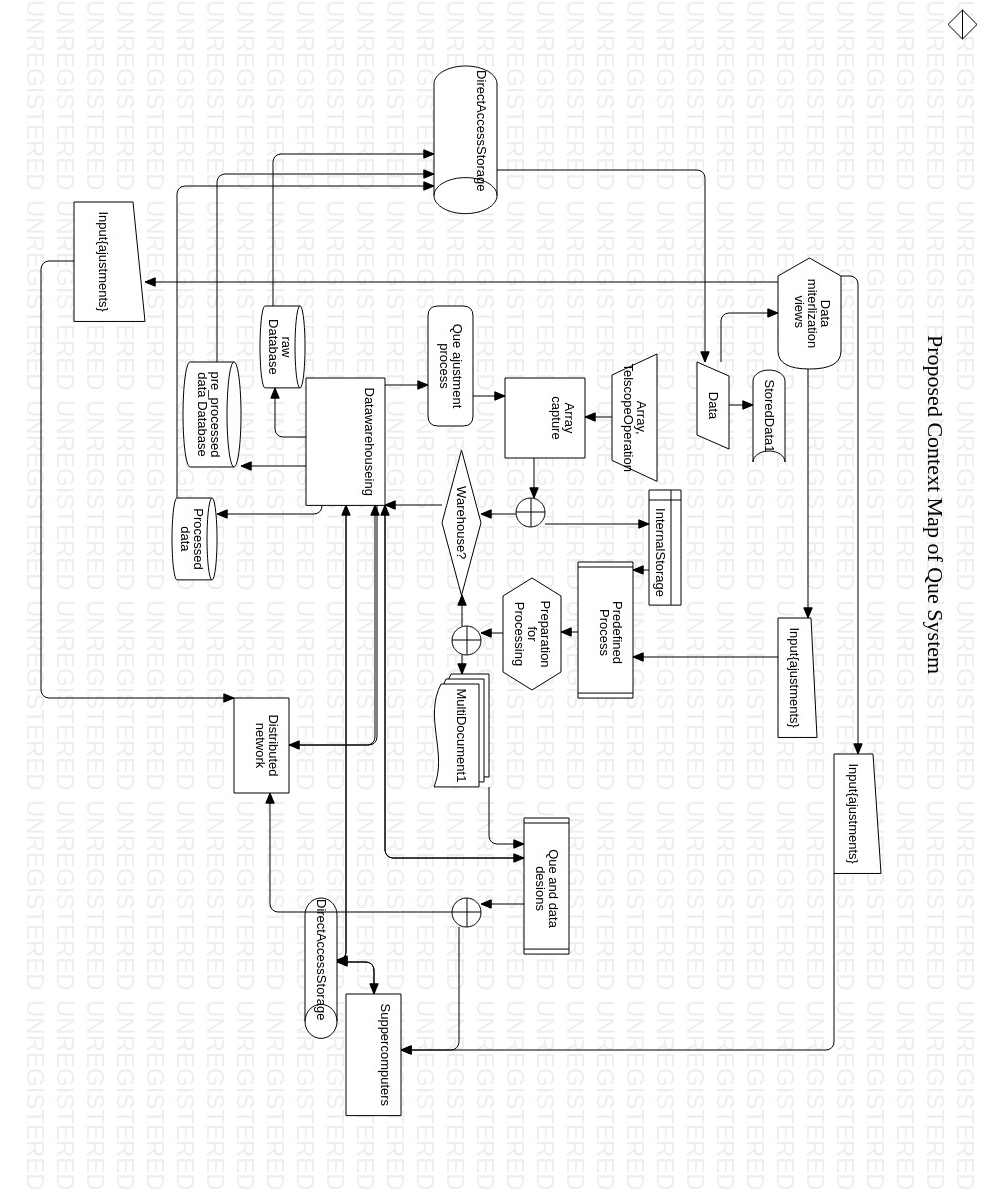 Proposed Context Map of Que System
Data
miterlization
views
Input{ajustments}
Input{ajustments}
StoredData1
Data
InternalStorage
Array,
TelscopeOperation
Predefined
Process
Array
capture
Preparation
for
Processing
Que and data
desions
DirectAccessStorage
Que ajustment
process
Warehouse?
MultiDocument1
Datawarehouseing
Suppercomputers
DirectAccessStorage
raw
Database
Distributed
network
pre_processed
data Database
Processed
data
Input{ajustments}
UNREGISTERED